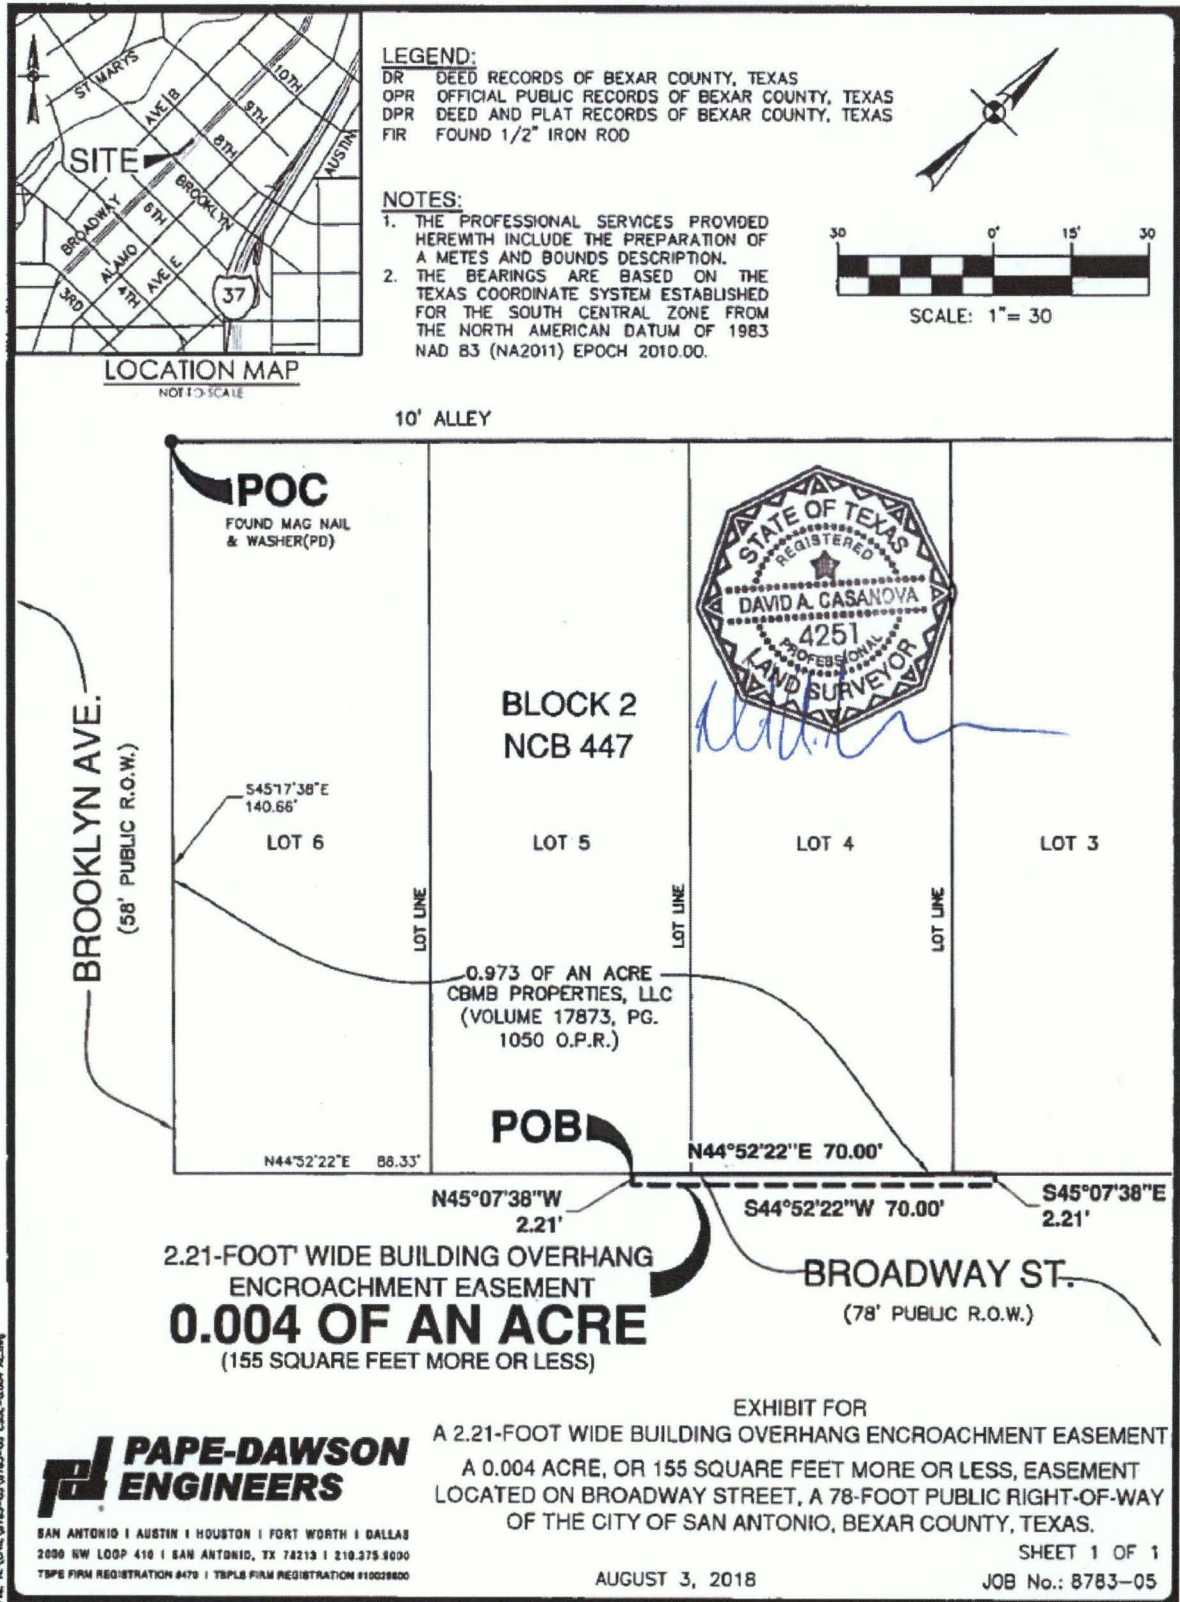 ST MARYS
AVE B
10TH
9TH
8TH
AUSTIN
SITE
BROOKLYN
BROADWAY
6TH
ALAMO
AVE E
4TH
3RD
37
LOCATION MAP
NOT TO SCALE
LEGEND:
DR DEED RECORDS OF BEXAR COUNTY, TEXAS
OPR OFFICIAL PUBLIC RECORDS OF BEXAR COUNTY, TEXAS
DPR DEED AND PLAT RECORDS OF BEXAR COUNTY, TEXAS
FIR FOUND 1/2" IRON ROD
NOTES:
1. THE PROFESSIONAL SERVICES PROVIDED
HEREWITH INCLUDE THE PREPARATION OF
A METES AND BOUNDS DESCRIPTION.
2. THE BEARINGS ARE BASED ON THE
TEXAS COORDINATE SYSTEM ESTABLISHED
FOR THE SOUTH CENTRAL ZONE FROM
THE NORTH AMERICAN DATUM OF 1983
NAD 83 (NA2011) EPOCH 2010.00.
30 0' 15' 30
SCALE: 1"= 30
10' ALLEY
POC
FOUND MAG NAIL
& WASHER(PD)
STATE OF TEXAS
REGISTERED
DAVID A. CASANOVA
4251
PROFESSIONAL
LAND SURVEYOR
BLOCK 2
NCB 447
BROOKLYN AVE.
(58' PUBLIC R.O.W.)
S45°17'38"E
140.66'
LOT 6
LOT 5
LOT 4
LOT 3
LOT LINE
LOT LINE
LOT LINE
0.973 OF AN ACRE
CBMB PROPERTIES, LLC
(VOLUME 17873, PG.
1050 O.P.R.)
POB
N44°52'22"E 88.33'
N44°52'22"E 70.00'
N45°07'38"W
2.21'
S44°52'22"W 70.00'
S45°07'38"E
2.21'
2.21-FOOT' WIDE BUILDING OVERHANG
ENCROACHMENT EASEMENT
0.004 OF AN ACRE
(155 SQUARE FEET MORE OR LESS)
BROADWAY ST.
(78' PUBLIC R.O.W.)
EXHIBIT FOR
A 2.21-FOOT WIDE BUILDING OVERHANG ENCROACHMENT EASEMENT
A 0.004 ACRE, OR 155 SQUARE FEET MORE OR LESS, EASEMENT
LOCATED ON BROADWAY STREET, A 78-FOOT PUBLIC RIGHT-OF-WAY
OF THE CITY OF SAN ANTONIO, BEXAR COUNTY, TEXAS.
PAPE-DAWSON
ENGINEERS
SAN ANTONIO I AUSTIN I HOUSTON I FORT WORTH I DALLAS
2000 NW LOOP 410 I SAN ANTONIO, TX 78213 I 210.375.9000
TBPE FIRM REGISTRATION #470 I TBPLS FIRM REGISTRATION #10028800
AUGUST 3, 2018
SHEET 1 OF 1
JOB No.: 8783-05